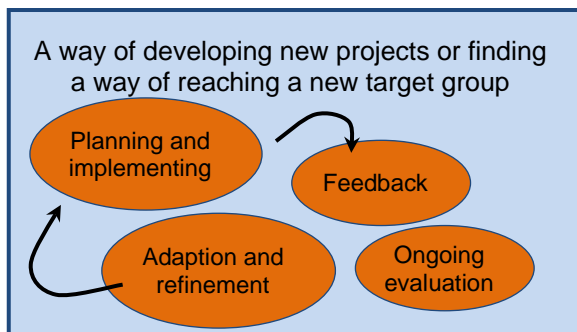 A way of developing new projects or finding
a way of reaching a new target group
Planning and
implementing
Feedback
Adaption and
refinement
Ongoing
evaluation